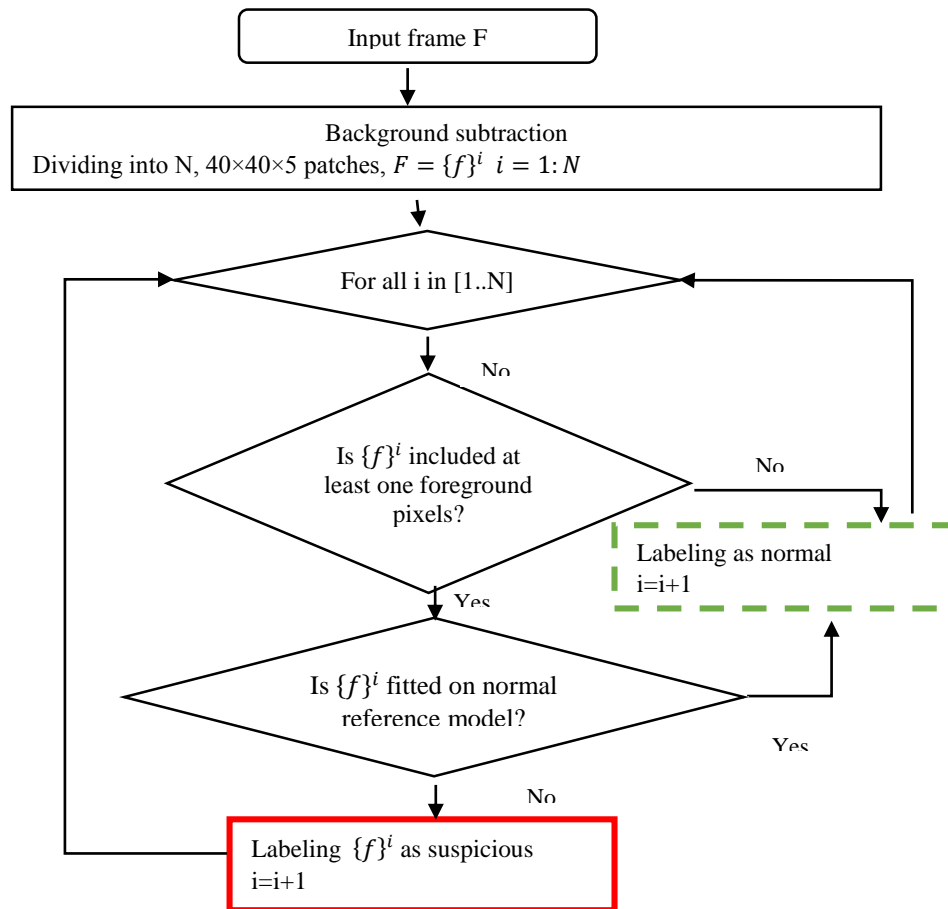 Input frame F
Background subtraction
Dividing into N, 40×40×5 patches, F = {f}^i i = 1: N
For all i in [1..N]
No
Is {f}^i included at
least one foreground
pixels?
No
Labeling as normal
i=i+1
Yes
Is {f}^i fitted on normal
reference model?
Yes
No
Labeling {f}^i as suspicious
i=i+1